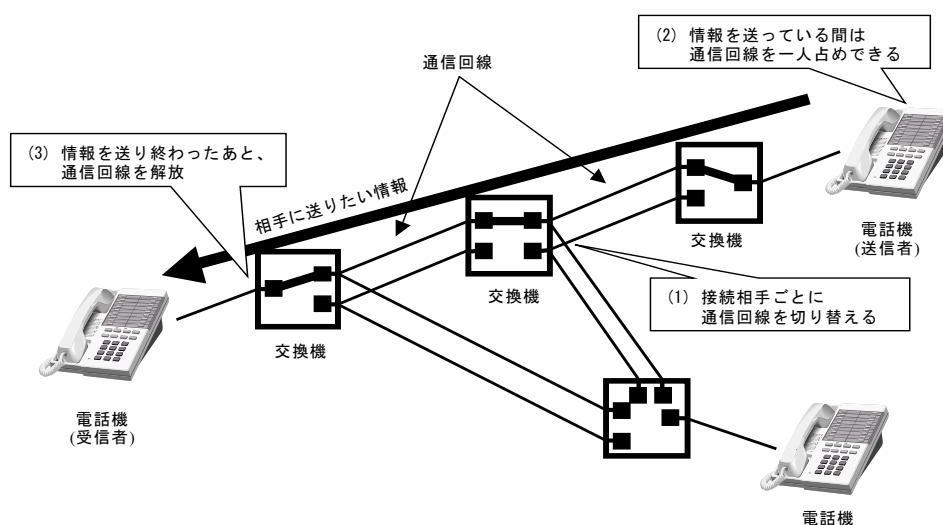 (2) 情報を送っている間は
通信回線を一人占めできる
通信回線
(3) 情報を送り終わったあと、
通信回線を解放
相手に送りたい情報
交換機
電話機
(送信者)
交換機
(1) 接続相手ごとに
通信回線を切り替える
交換機
電話機
(受信者)
電話機